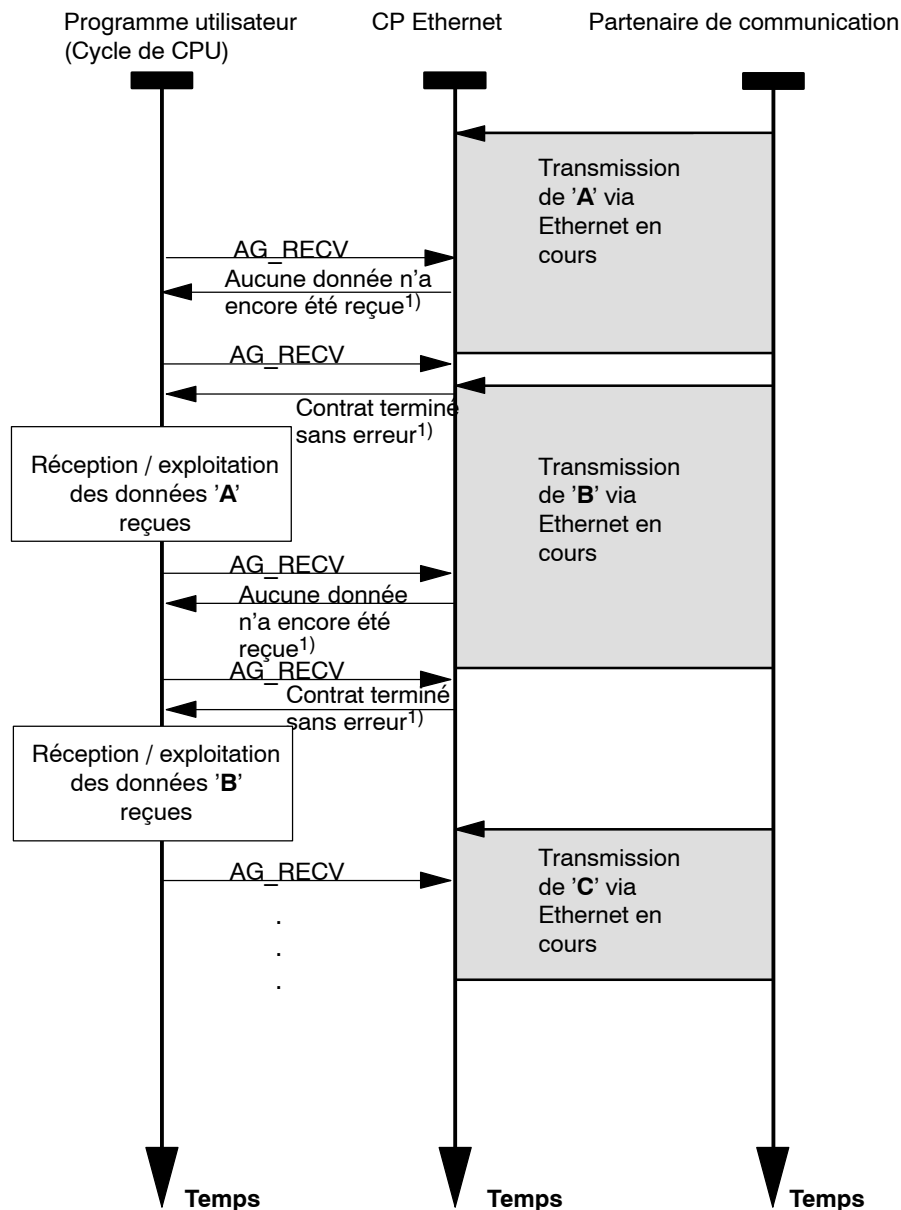 Programme utilisateur
(Cycle de CPU)
CP Ethernet
Partenaire de communication
Transmission
de ’A’ via
Ethernet en
cours
AG_RECV
Aucune donnée n’a
encore été reçue1)
AG_RECV
Contrat terminé
sans erreur1)
Réception / exploitation
des données ’A’
reçues
Transmission
de ’B’ via
Ethernet en
cours
AG_RECV
Aucune donnée
n’a encore été
reçue1)
AG_RECV
Contrat terminé
sans erreur1)
Réception / exploitation
des données ’B’
reçues
AG_RECV
.
.
.
Transmission
de ’C’ via
Ethernet en
cours
Temps
Temps
Temps